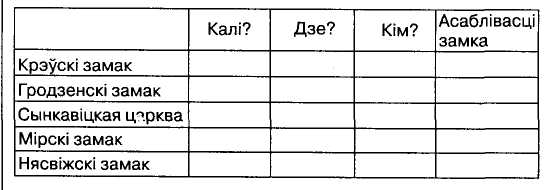 Калі? Дзе? Кім? Асаблівасці
замка
Крэўскі замак
Гродзенскі замак
Сынкавіцкая царква
Мірскі замак
Нясвіжскі замак